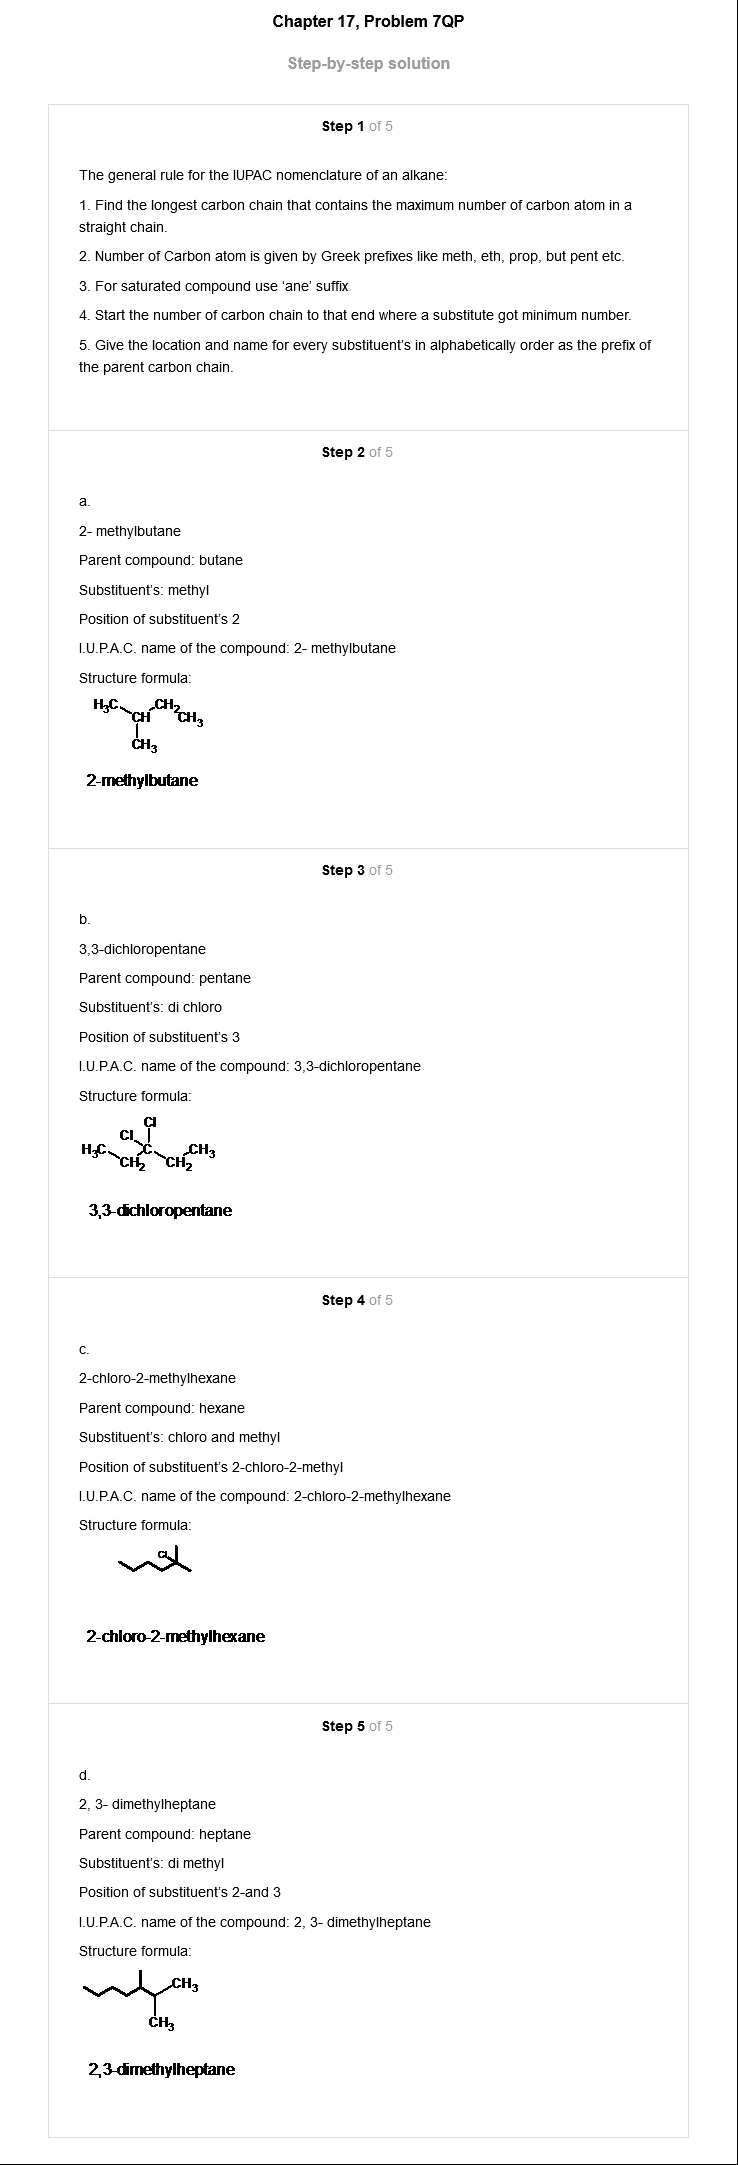 Chapter 17, Problem 7QP
Step-by-step solution
Step 1 of 5
The general rule for the IUPAC nomenclature of an alkane:
1. Find the longest carbon chain that contains the maximum number of carbon atom in a
straight chain.
2. Number of Carbon atom is given by Greek prefixes like meth, eth, prop, but pent etc.
3. For saturated compound use ‘ane’ suffix
4. Start the number of carbon chain to that end where a substitute got minimum number.
5. Give the location and name for every substituent’s in alphabetically order as the prefix of
the parent carbon chain.
Step 2 of 5
a.
2- methylbutane
Parent compound: butane
Substituent’s: methyl
Position of substituent’s 2
I.U.P.A.C. name of the compound: 2- methylbutane
Structure formula:
H3C CH2
CH CH3
CH3
2-methylbutane
Step 3 of 5
b.
3,3-dichloropentane
Parent compound: pentane
Substituent’s: di chloro
Position of substituent’s 3
I.U.P.A.C. name of the compound: 3,3-dichloropentane
Structure formula:
Cl
Cl
H3C C CH3
CH2 CH2
3,3-dichloropentane
Step 4 of 5
c.
2-chloro-2-methylhexane
Parent compound: hexane
Substituent’s: chloro and methyl
Position of substituent’s 2-chloro-2-methyl
I.U.P.A.C. name of the compound: 2-chloro-2-methylhexane
Structure formula:
Cl
2-chloro-2-methylhexane
Step 5 of 5
d.
2, 3- dimethylheptane
Parent compound: heptane
Substituent’s: di methyl
Position of substituent’s 2-and 3
I.U.P.A.C. name of the compound: 2, 3- dimethylheptane
Structure formula:
CH3
CH3
2,3-dimethylheptane